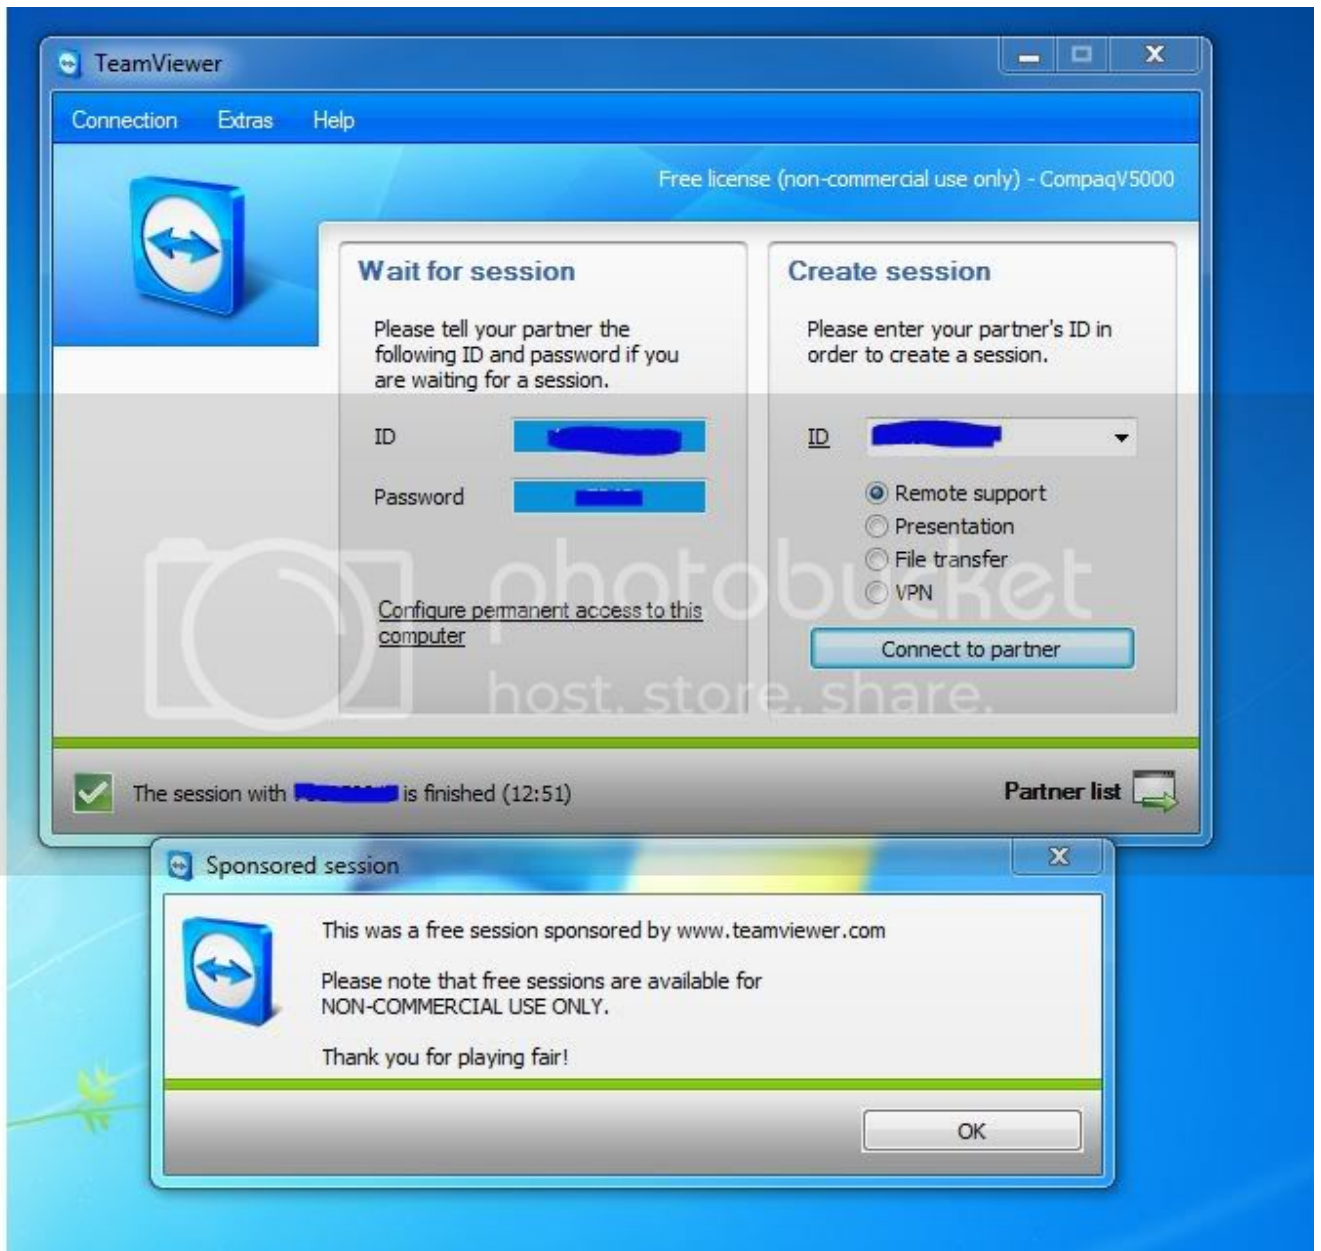 TeamViewer
Connection Extras Help
Free license (non-commercial use only) - CompaqV5000
Wait for session
Please tell your partner the
following ID and password if you
are waiting for a session.
ID
Password
Configure permanent access to this
computer
Create session
Please enter your partner's ID in
order to create a session.
ID
Remote support
Presentation
File transfer
VPN
Connect to partner
photobucket
host. store. share.
The session with is finished (12:51)
Partner list
Sponsored session
This was a free session sponsored by www.teamviewer.com
Please note that free sessions are available for
NON-COMMERCIAL USE ONLY.
Thank you for playing fair!
OK